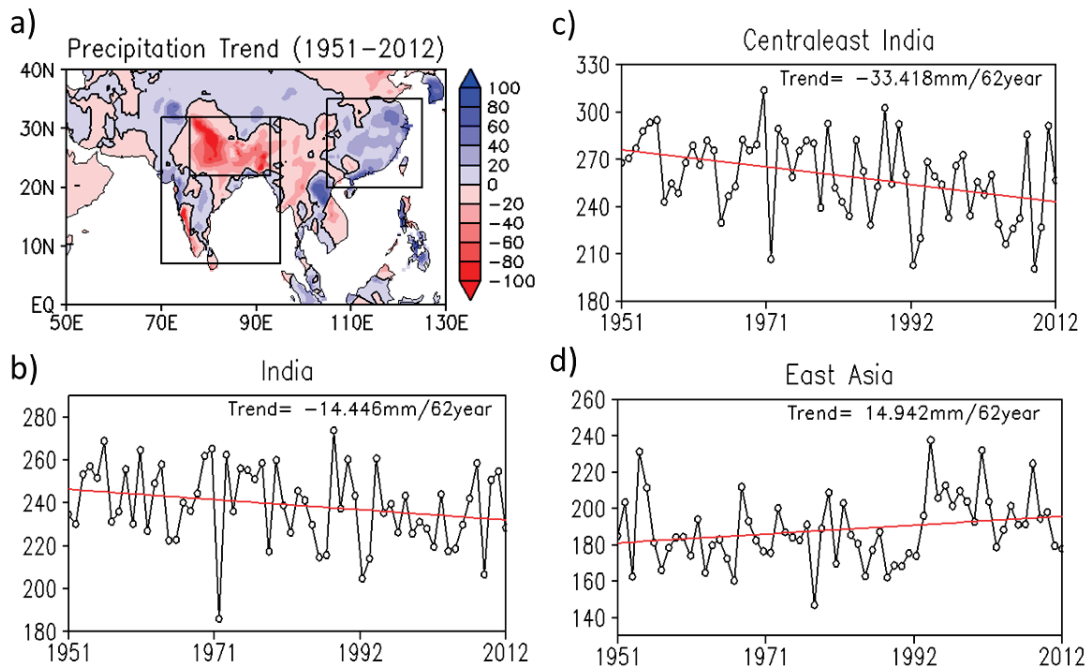 a)
Precipitation Trend (1951−2012)
40N
30N
20N
10N
EQ
50E 70E 90E 110E 130E
100
80
60
40
20
0
−20
−40
−60
−80
−100
b)
India
Trend= −14.446mm/62year
280
260
240
220
200
180
1951 1971 1992 2012
c)
Centraleast India
Trend= −33.418mm/62year
330
300
270
240
210
180
1951 1971 1992 2012
d)
East Asia
Trend= 14.942mm/62year
260
240
220
200
180
160
140
1951 1971 1992 2012